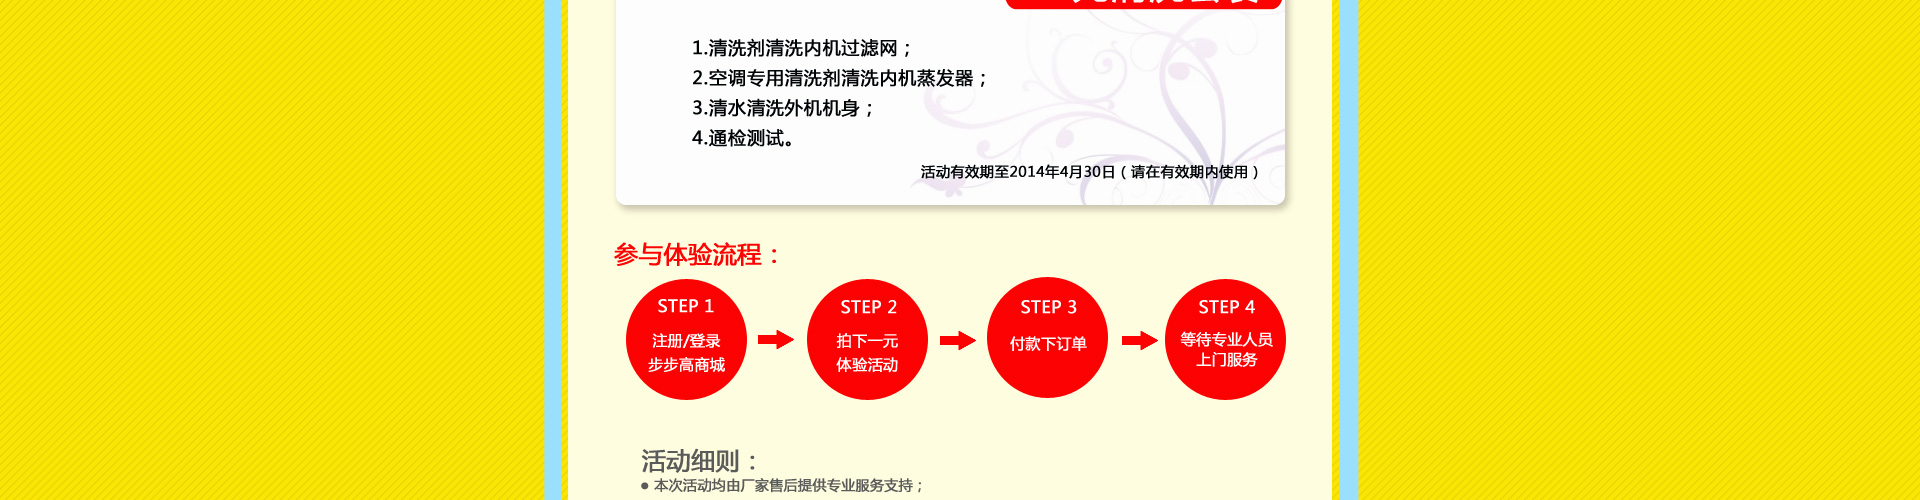 1.清洗剂清洗内机过滤网；
2.空调专用清洗剂清洗内机蒸发器；
3.清水清洗外机机身；
4.通检测试。
活动有效期至2014年4月30日（请在有效期内使用）
参与体验流程：
STEP 1
注册/登录
步步高商城
STEP 2
拍下一元
体验活动
STEP 3
付款下订单
STEP 4
等待专业人员
上门服务
活动细则：
● 本次活动均由厂家售后提供专业服务支持；